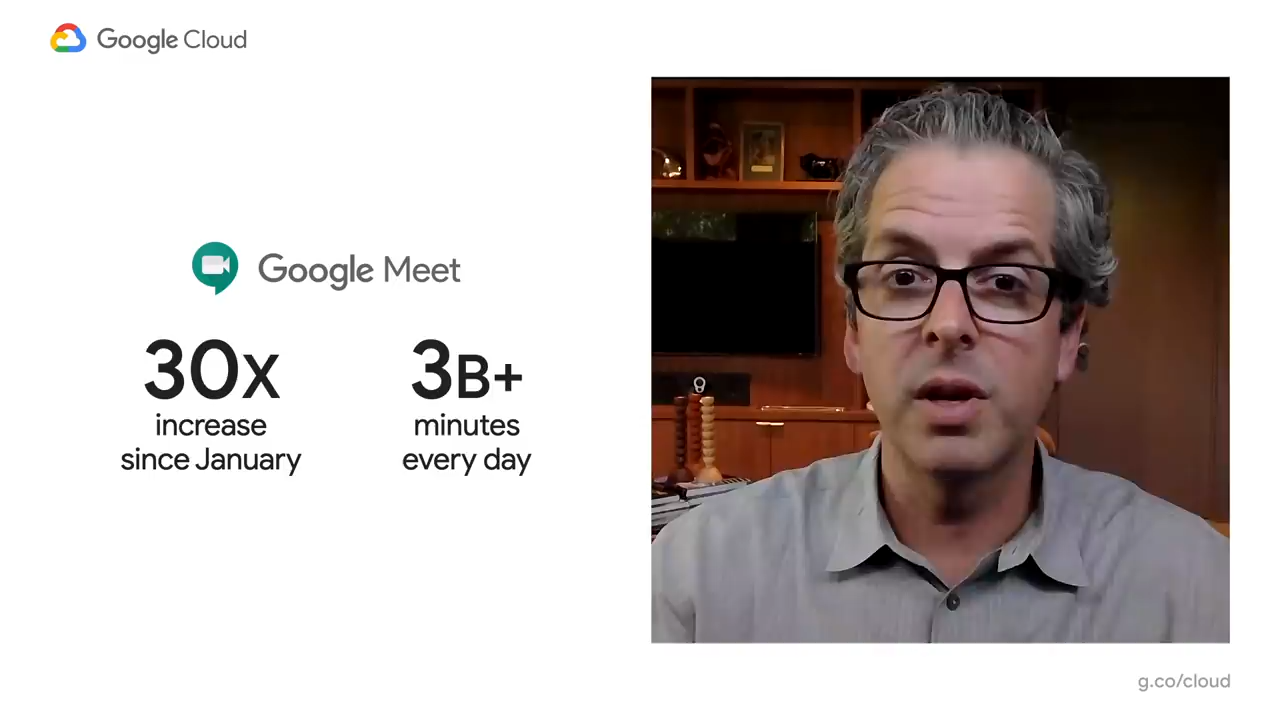 Google Cloud
Google Meet
30X
increase
since January
3B+
minutes
every day
g.co/cloud